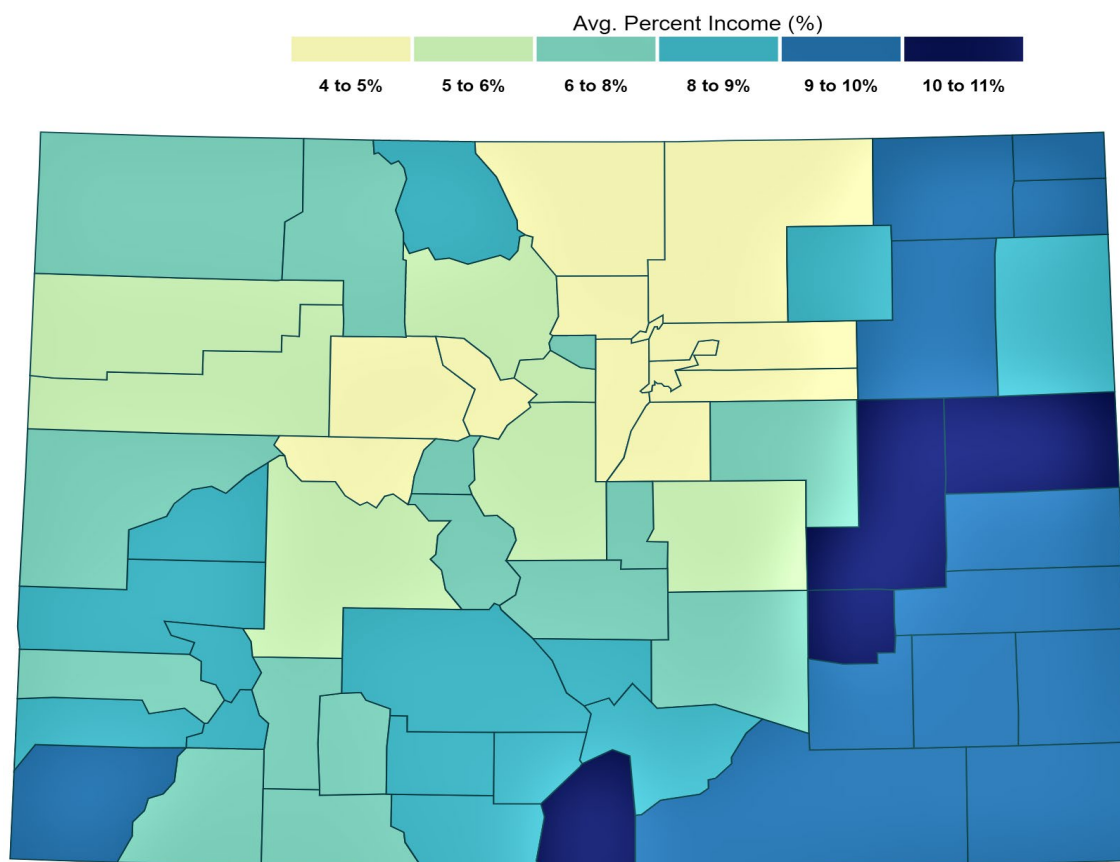 Avg. Percent Income (%)
4 to 5% 5 to 6% 6 to 8% 8 to 9% 9 to 10% 10 to 11%